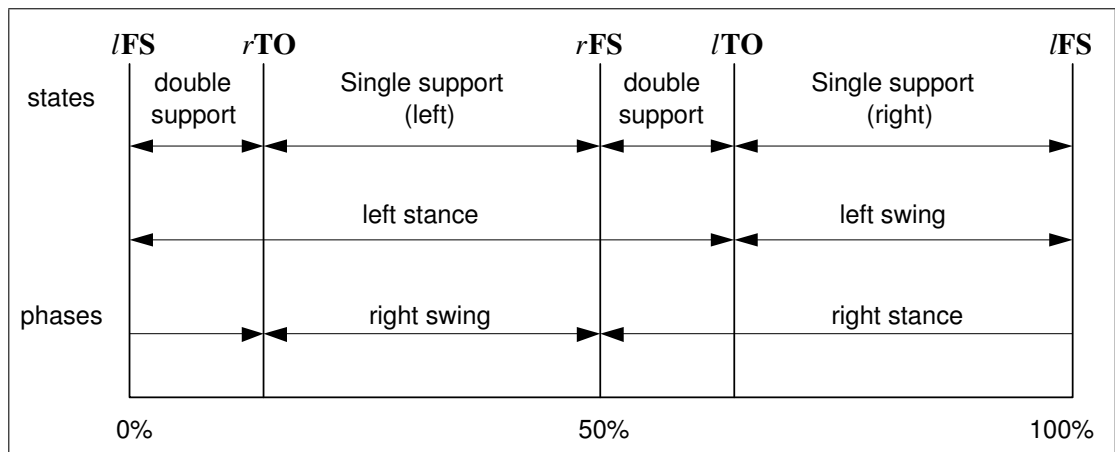 lFS rTO rFS lTO lFS
states
double
support
Single support
(left)
double
support
Single support
(right)
left stance left swing
phases
right swing right stance
0% 50% 100%